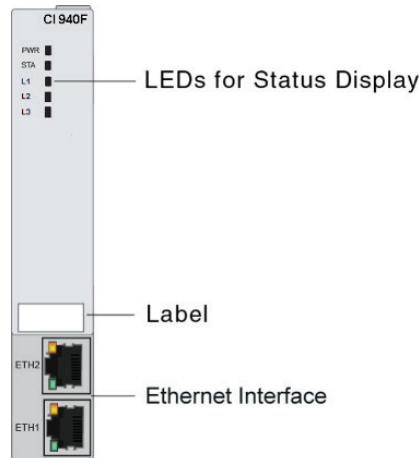 CI 940F
PWR
STA
L1
L2
L3
LEDs for Status Display
Label
ETH2
Ethernet Interface
ETH1